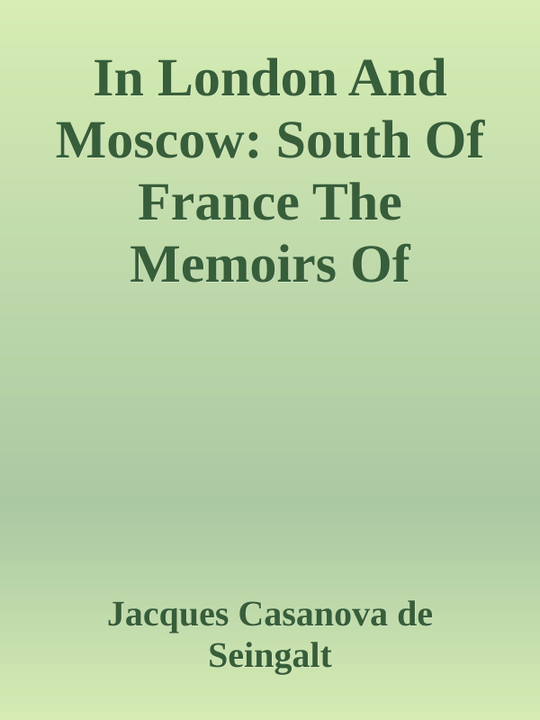 In London And
Moscow: South Of
France The
Memoirs Of
Jacques Casanova de
Seingalt